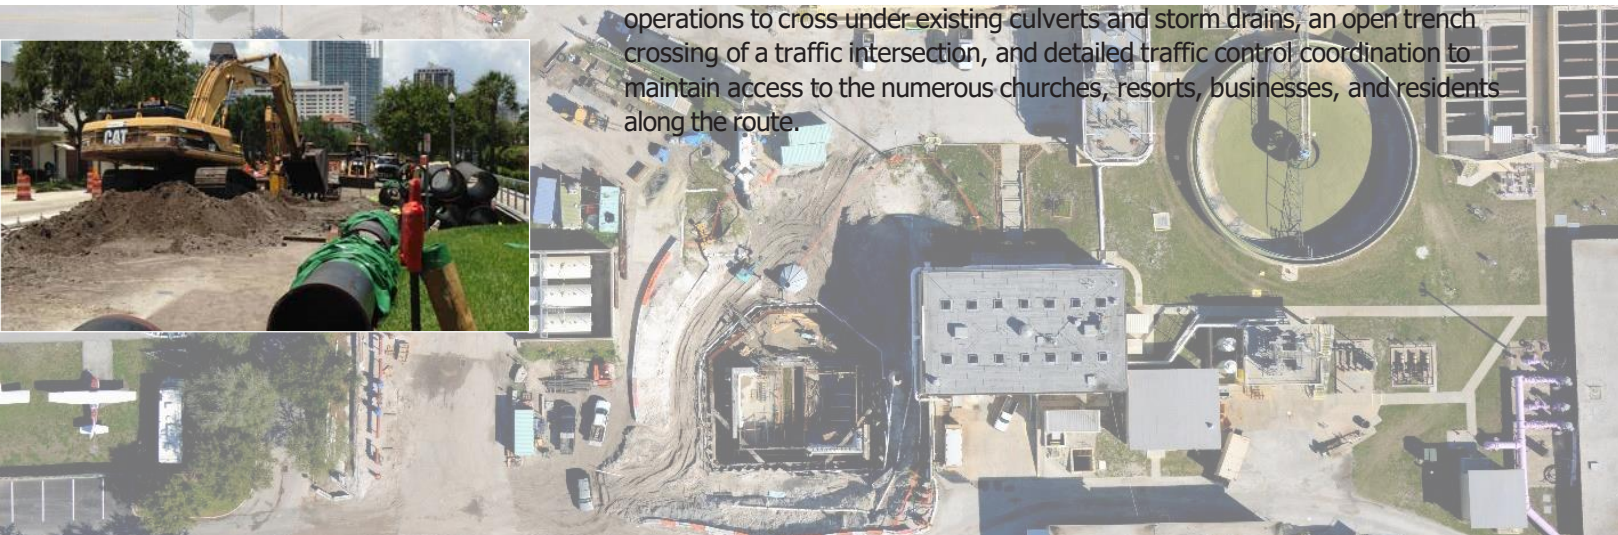 operations to cross under existing culverts and storm drains, an open trench
crossing of a traffic intersection, and detailed traffic control coordination to
maintain access to the numerous churches, resorts, businesses, and residents
along the route.
CAT